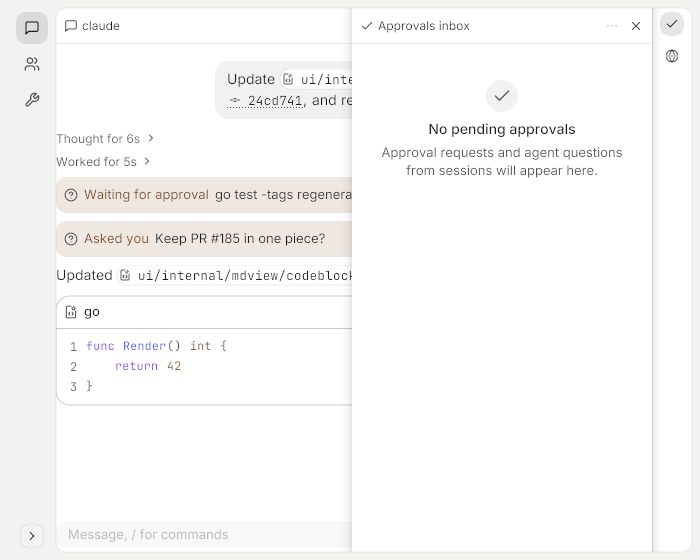 claude
Update ui/inte
24cd741, and re
Thought for 6s
Worked for 5s
Waiting for approval go test -tags regenera
Asked you Keep PR #185 in one piece?
Updated ui/internal/mdview/codeblock
go
1 func Render() int {
2 return 42
3 }
Message, / for commands
Approvals inbox
No pending approvals
Approval requests and agent questions
from sessions will appear here.